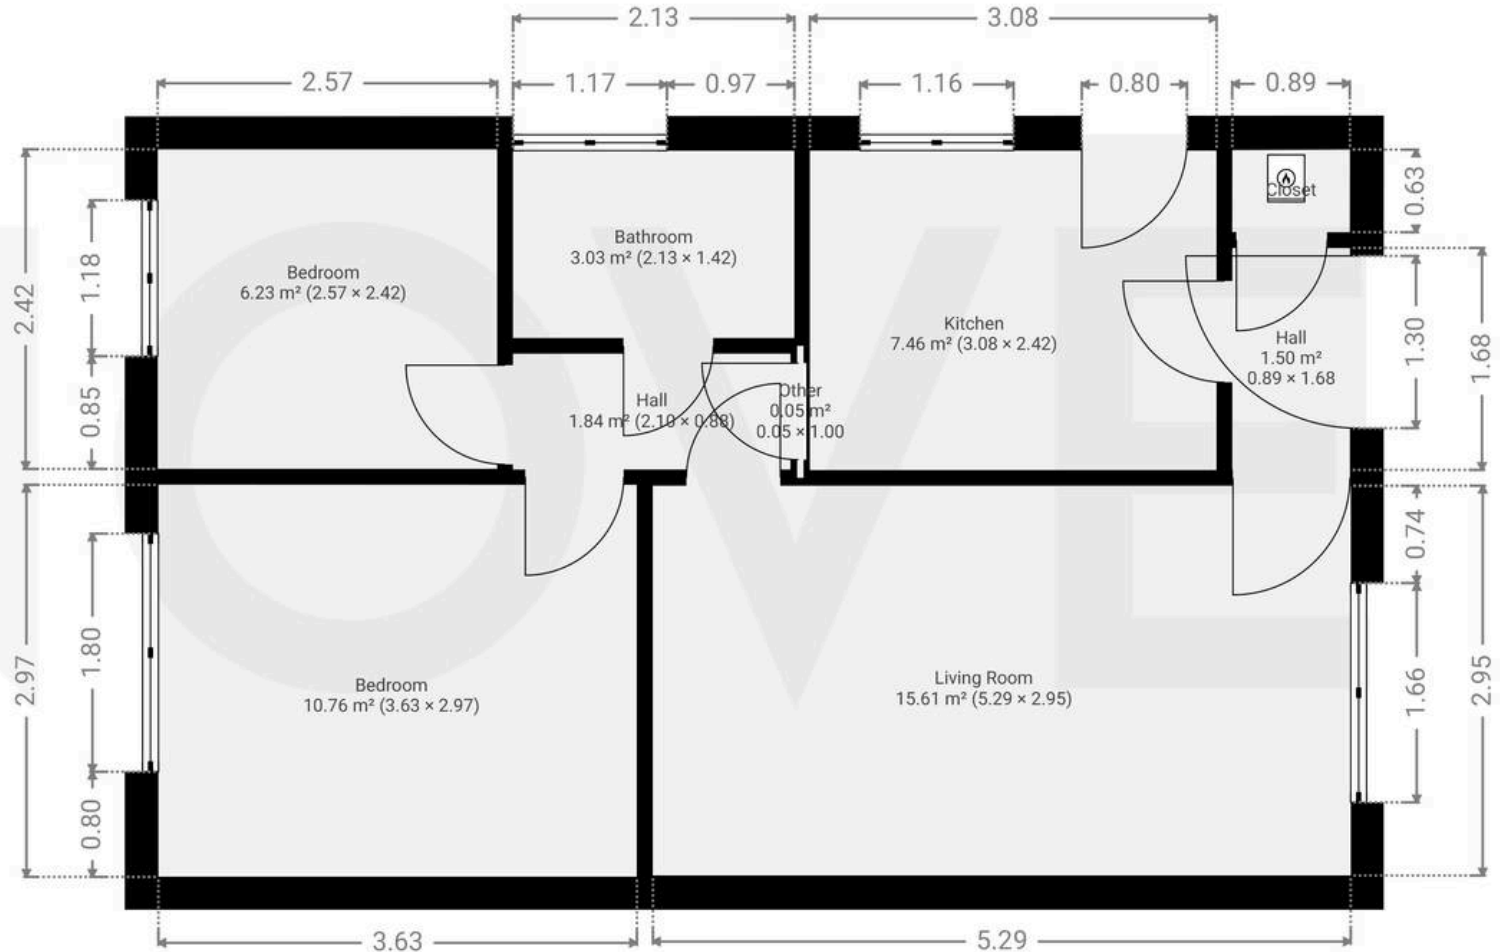 2.13
3.08
2.57
1.17
0.97
1.16
0.80
0.89
2.42
1.18
0.85
Bedroom
6.23 m² (2.57 × 2.42)
Bathroom
3.03 m² (2.13 × 1.42)
Kitchen
7.46 m² (3.08 × 2.42)
Closet
Hall
1.50 m²
0.89 × 1.68
0.63
1.30
1.68
Hall
1.84 m² (2.10 × 0.88)
Other
0.05 m²
0.05 × 1.00
2.97
1.80
0.80
Bedroom
10.76 m² (3.63 × 2.97)
Living Room
15.61 m² (5.29 × 2.95)
0.74
1.66
2.95
3.63
5.29
OVE